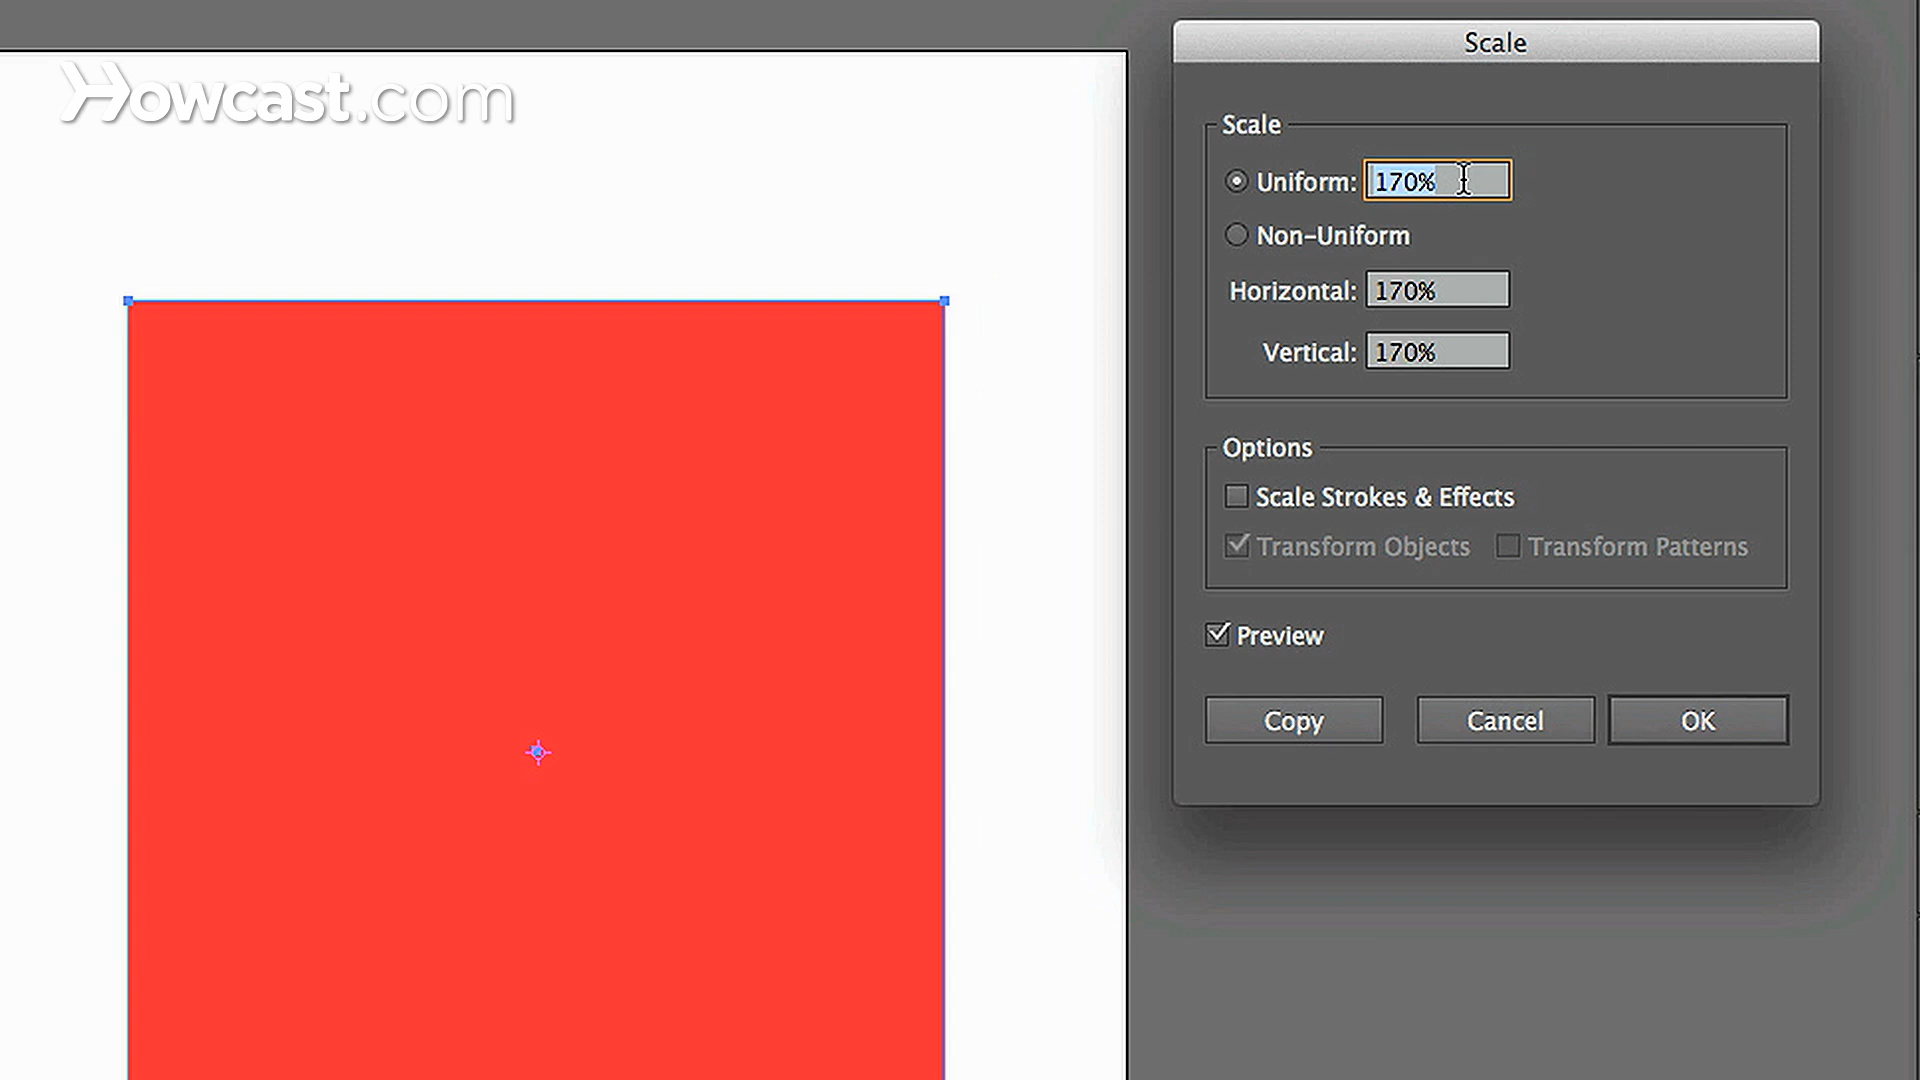 Howcast.com
Scale
Scale
Uniform: 170%
Non-Uniform
Horizontal: 170%
Vertical: 170%
Options
Scale Strokes & Effects
Transform Objects Transform Patterns
Preview
Copy Cancel OK